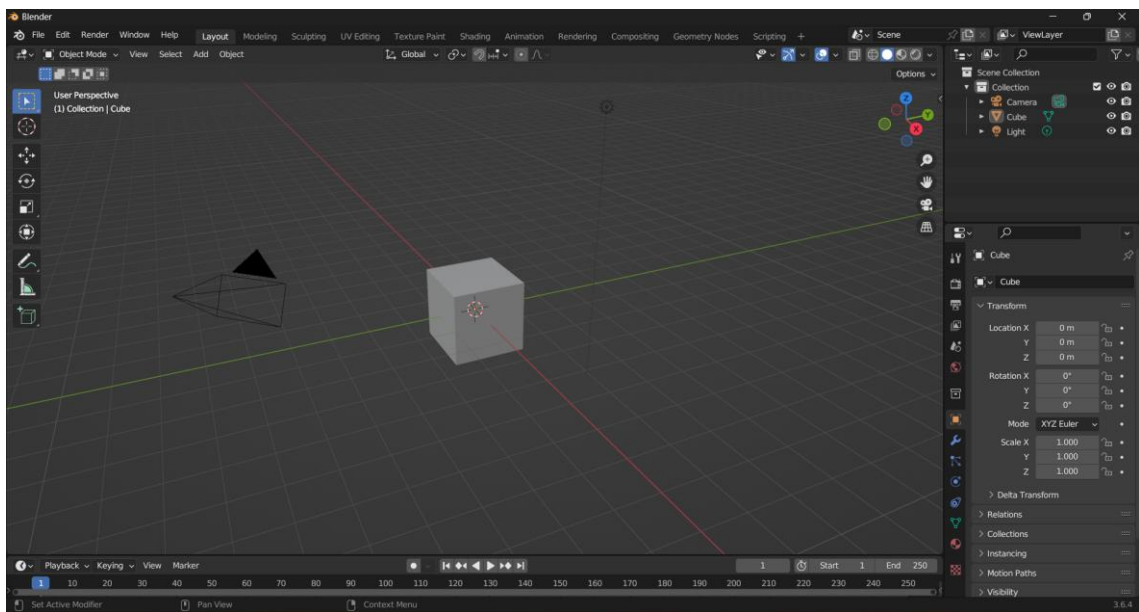 Blender
File Edit Render Window Help Layout Modeling Sculpting UV Editing Texture Paint Shading Animation Rendering Compositing Geometry Nodes Scripting + Scene ViewLayer
Object Mode View Select Add Object Global
Options
User Perspective
(1) Collection | Cube
Z
Y
X
Scene Collection
Collection
Camera
Cube
Light
Cube
Cube
Transform
Location X 0 m
Y 0 m
Z 0 m
Rotation X 0°
Y 0°
Z 0°
Mode XYZ Euler
Scale X 1.000
Y 1.000
Z 1.000
Delta Transform
Relations
Collections
Instancing
Motion Paths
Visibility
Playback Keying View Marker 1 Start 1 End 250
1 10 20 30 40 50 60 70 80 90 100 110 120 130 140 150 160 170 180 190 200 210 220 230 240 250
Set Active Modifier Pan View Context Menu 3.6.4